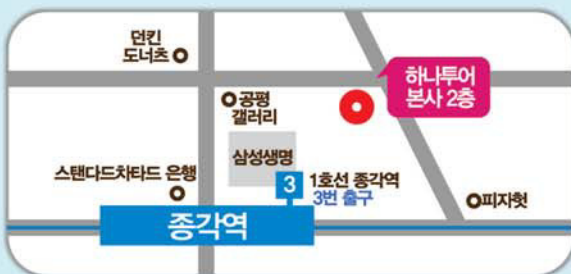 던킨
도너츠
하나투어
본사 2층
공평
갤러리
삼성생명
스탠다드차타드 은행
3
1호선 종각역
3번 출구
피자헛
종각역